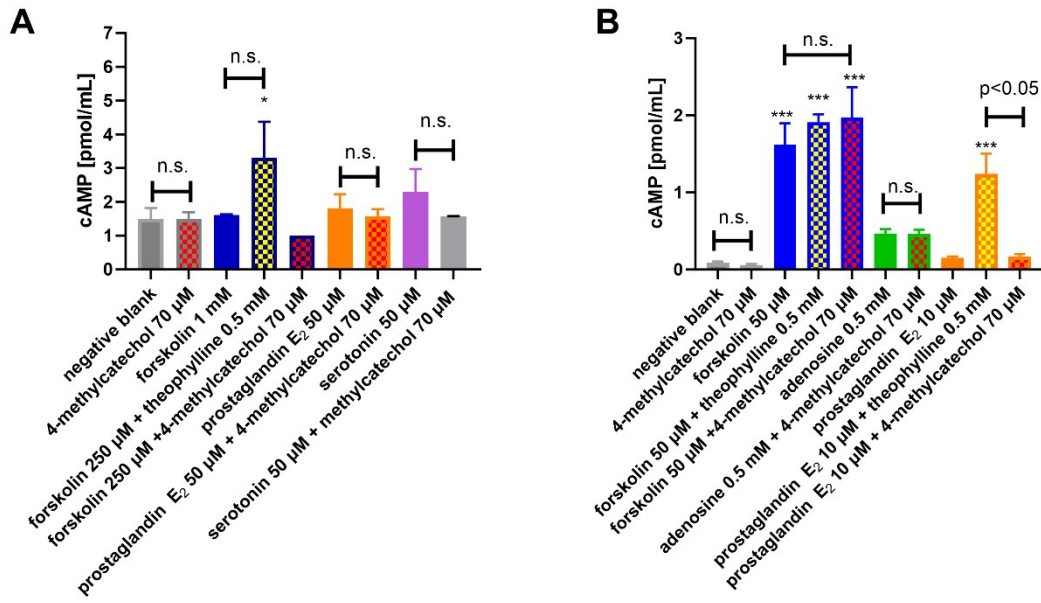 A
cAMP [pmol/mL]
7
6
5
4
3
2
1
0
n.s.
n.s.
*
n.s.
n.s.
negative blank
4-methylcatechol 70 µM
forskolin 1 mM
forskolin 250 µM + theophylline 0.5 mM
forskolin 250 µM +4-methylcatechol 70 µM
prostaglandin E₂ 50 µM
prostaglandin E₂ 50 µM + 4-methylcatechol 70 µM
serotonin 50 µM
serotonin 50 µM + methylcatechol 70 µM
B
cAMP [pmol/mL]
3
2
1
0
n.s.
n.s.
***
***
***
n.s.
p<0.05
***
negative blank
4-methylcatechol 70 µM
forskolin 50 µM
forskolin 50 µM + theophylline 0.5 mM
forskolin 50 µM +4-methylcatechol 70 µM
adenosine 0.5 mM
adenosine 0.5 mM + 4-methylcatechol 70 µM
prostaglandin E₂ 10 µM
prostaglandin E₂ 10 µM + theophylline 0.5 mM
prostaglandin E₂ 10 µM + 4-methylcatechol 70 µM